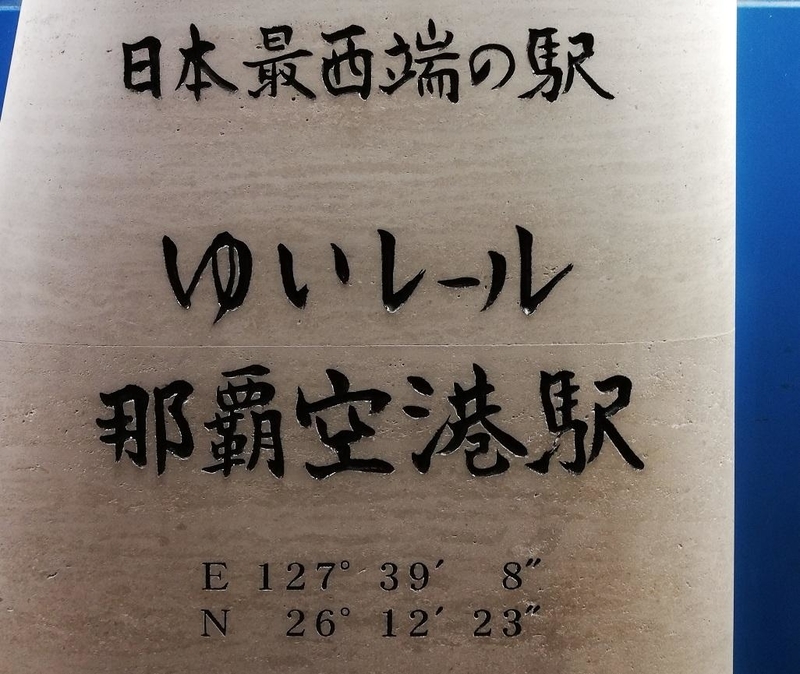 日本最西端の駅
ゆいレール
那覇空港駅
E 127° 39′ 8″
N 26° 12′ 23″